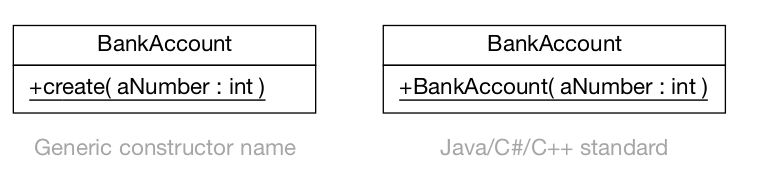 BankAccount
+create( aNumber : int )
Generic constructor name
BankAccount
+BankAccount( aNumber : int )
Java/C#/C++ standard